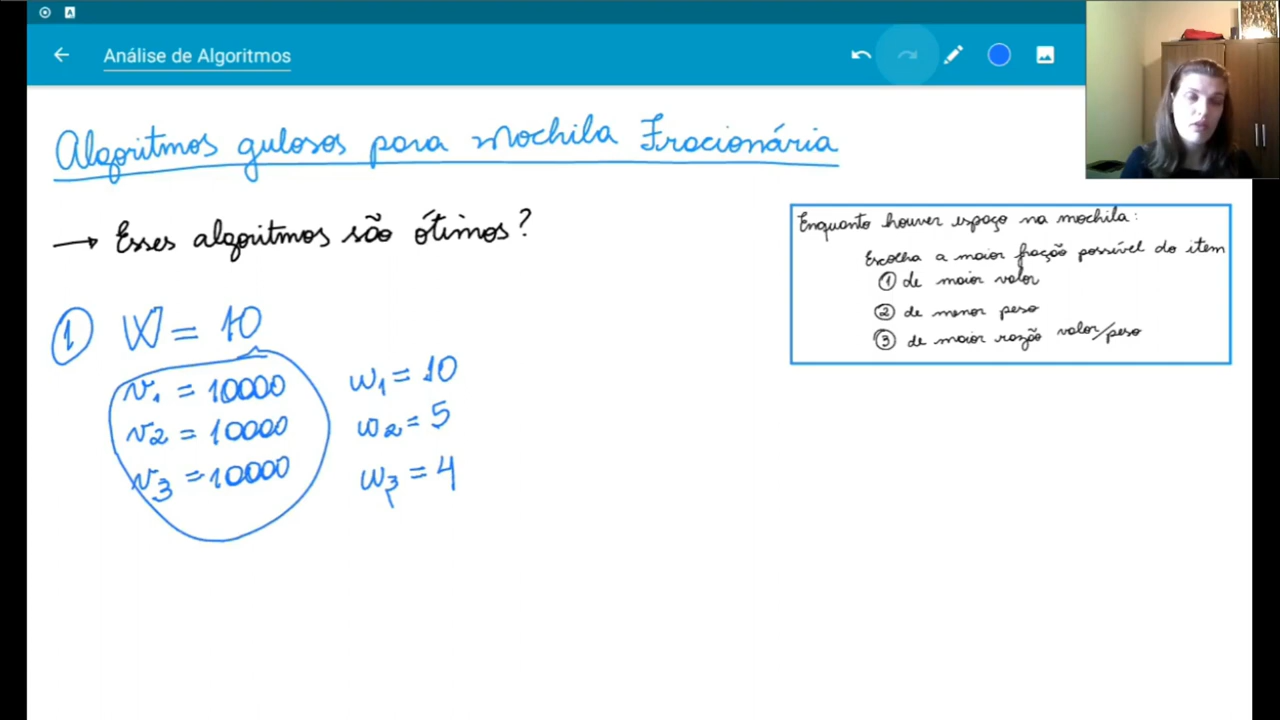 Análise de Algoritmos
Algoritmos gulosos para Mochila Fracionária
→ Esses algoritmos são ótimos?
Enquanto houver espaço na mochila:
Escolha a maior fração possível do item
① de maior valor
② de menor peso
③ de maior razão valor/peso
① W = 10
v1 = 10000 w1 = 10
v2 = 10000 w2 = 5
v3 = 10000 w3 = 4